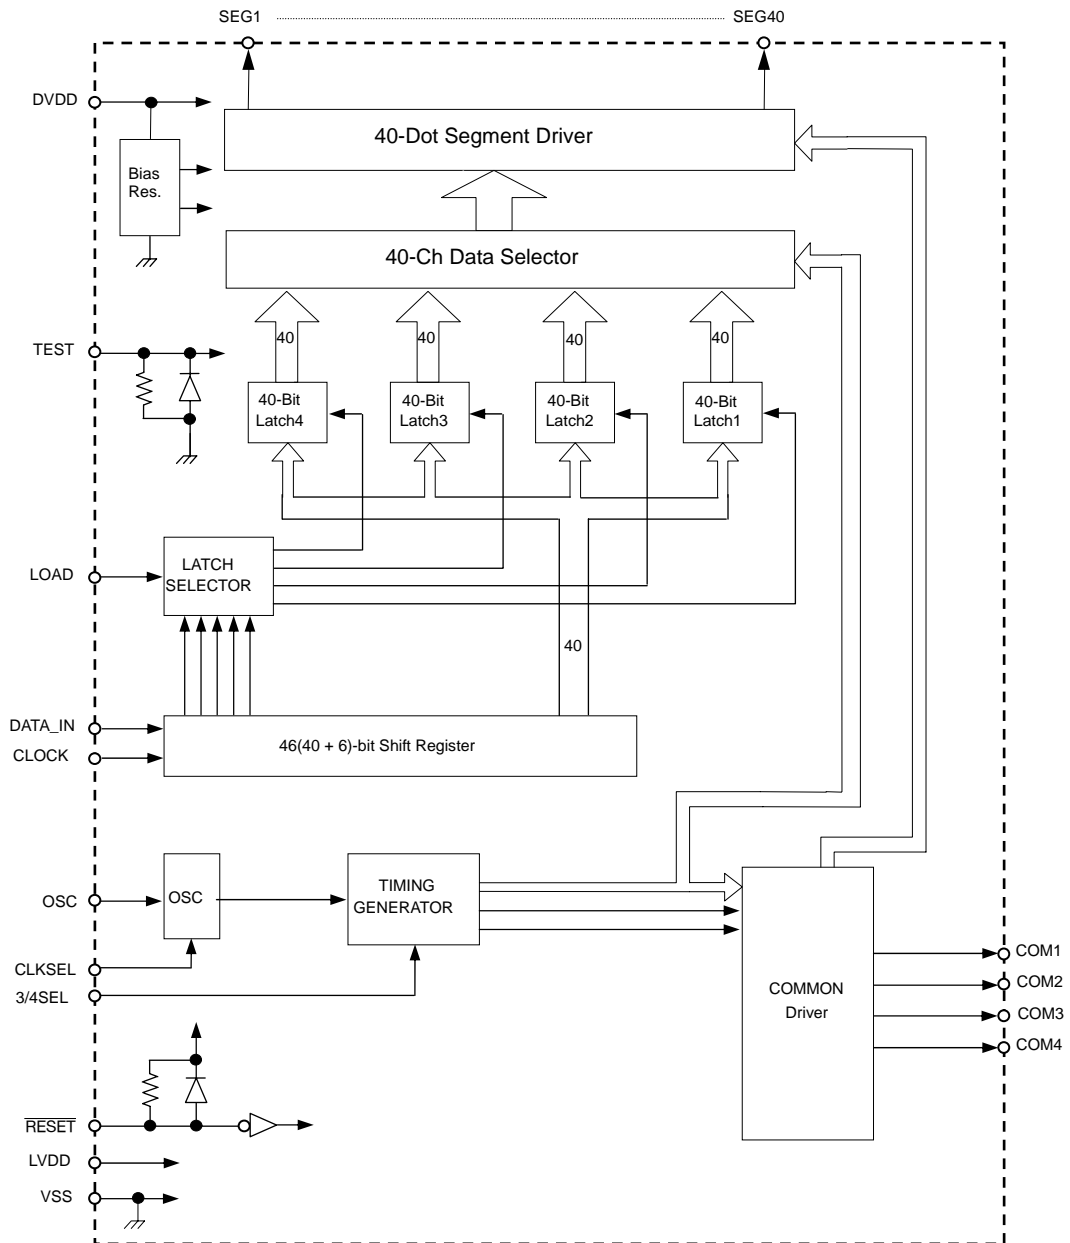 SEG1
SEG40
DVDD
40-Dot Segment Driver
Bias
Res.
40-Ch Data Selector
40
40
40
40
TEST
40-Bit
Latch4
40-Bit
Latch3
40-Bit
Latch2
40-Bit
Latch1
LOAD
LATCH
SELECTOR
40
DATA_IN
CLOCK
46(40 + 6)-bit Shift Register
OSC
OSC
TIMING
GENERATOR
CLKSEL
3/4SEL
COMMON
Driver
COM1
COM2
COM3
COM4
RESET
LVDD
VSS